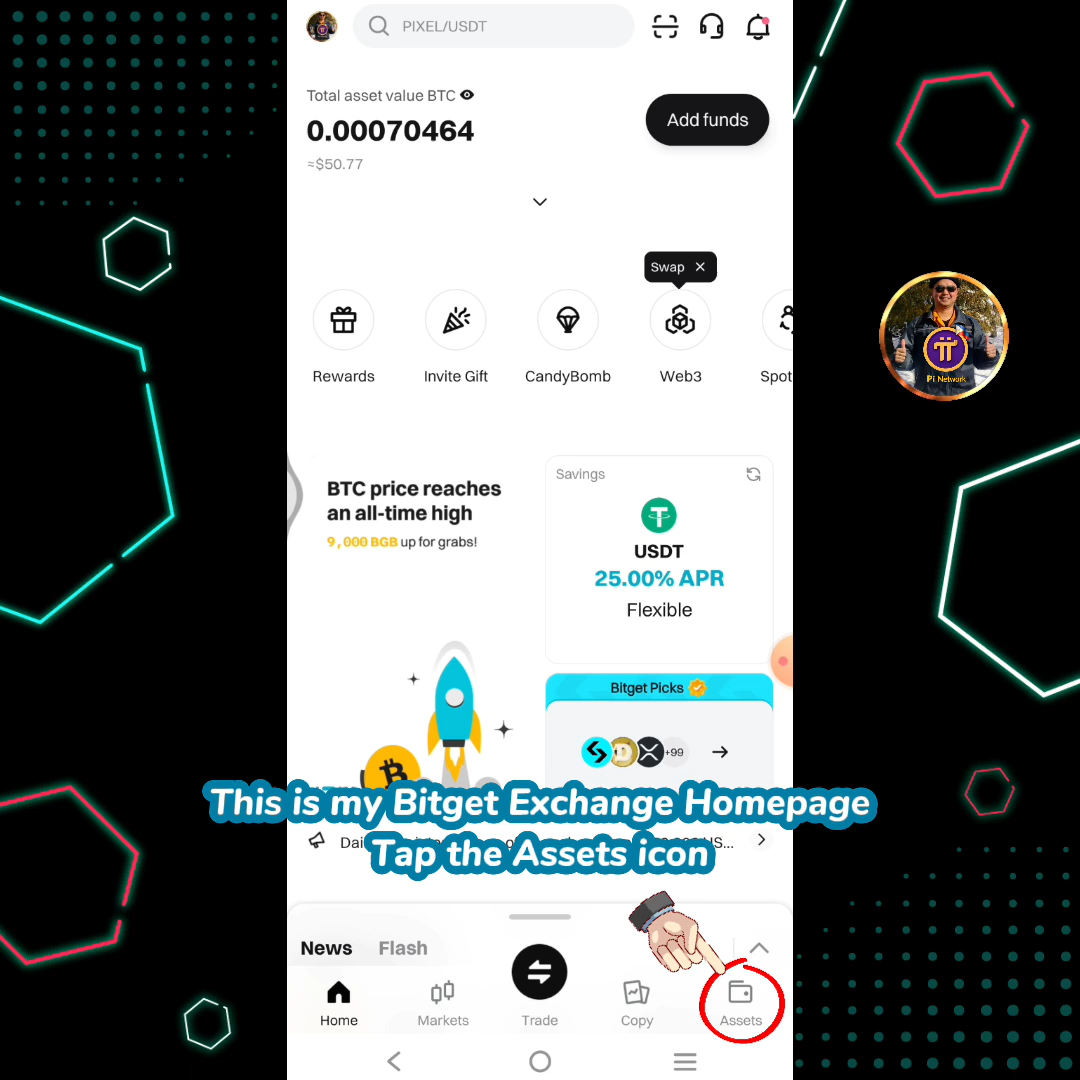 PIXEL/USDT
Total asset value BTC
0.00070464
≈$50.77
Add funds
Swap
Rewards
Invite Gift
CandyBomb
Web3
Spot
Pi Network
BTC price reaches
an all-time high
9,000 BGB up for grabs!
Savings
USDT
25.00% APR
Flexible
Bitget Picks
+99
This is my Bitget Exchange Homepage
Tap the Assets icon
News
Flash
Home
Markets
Trade
Copy
Assets